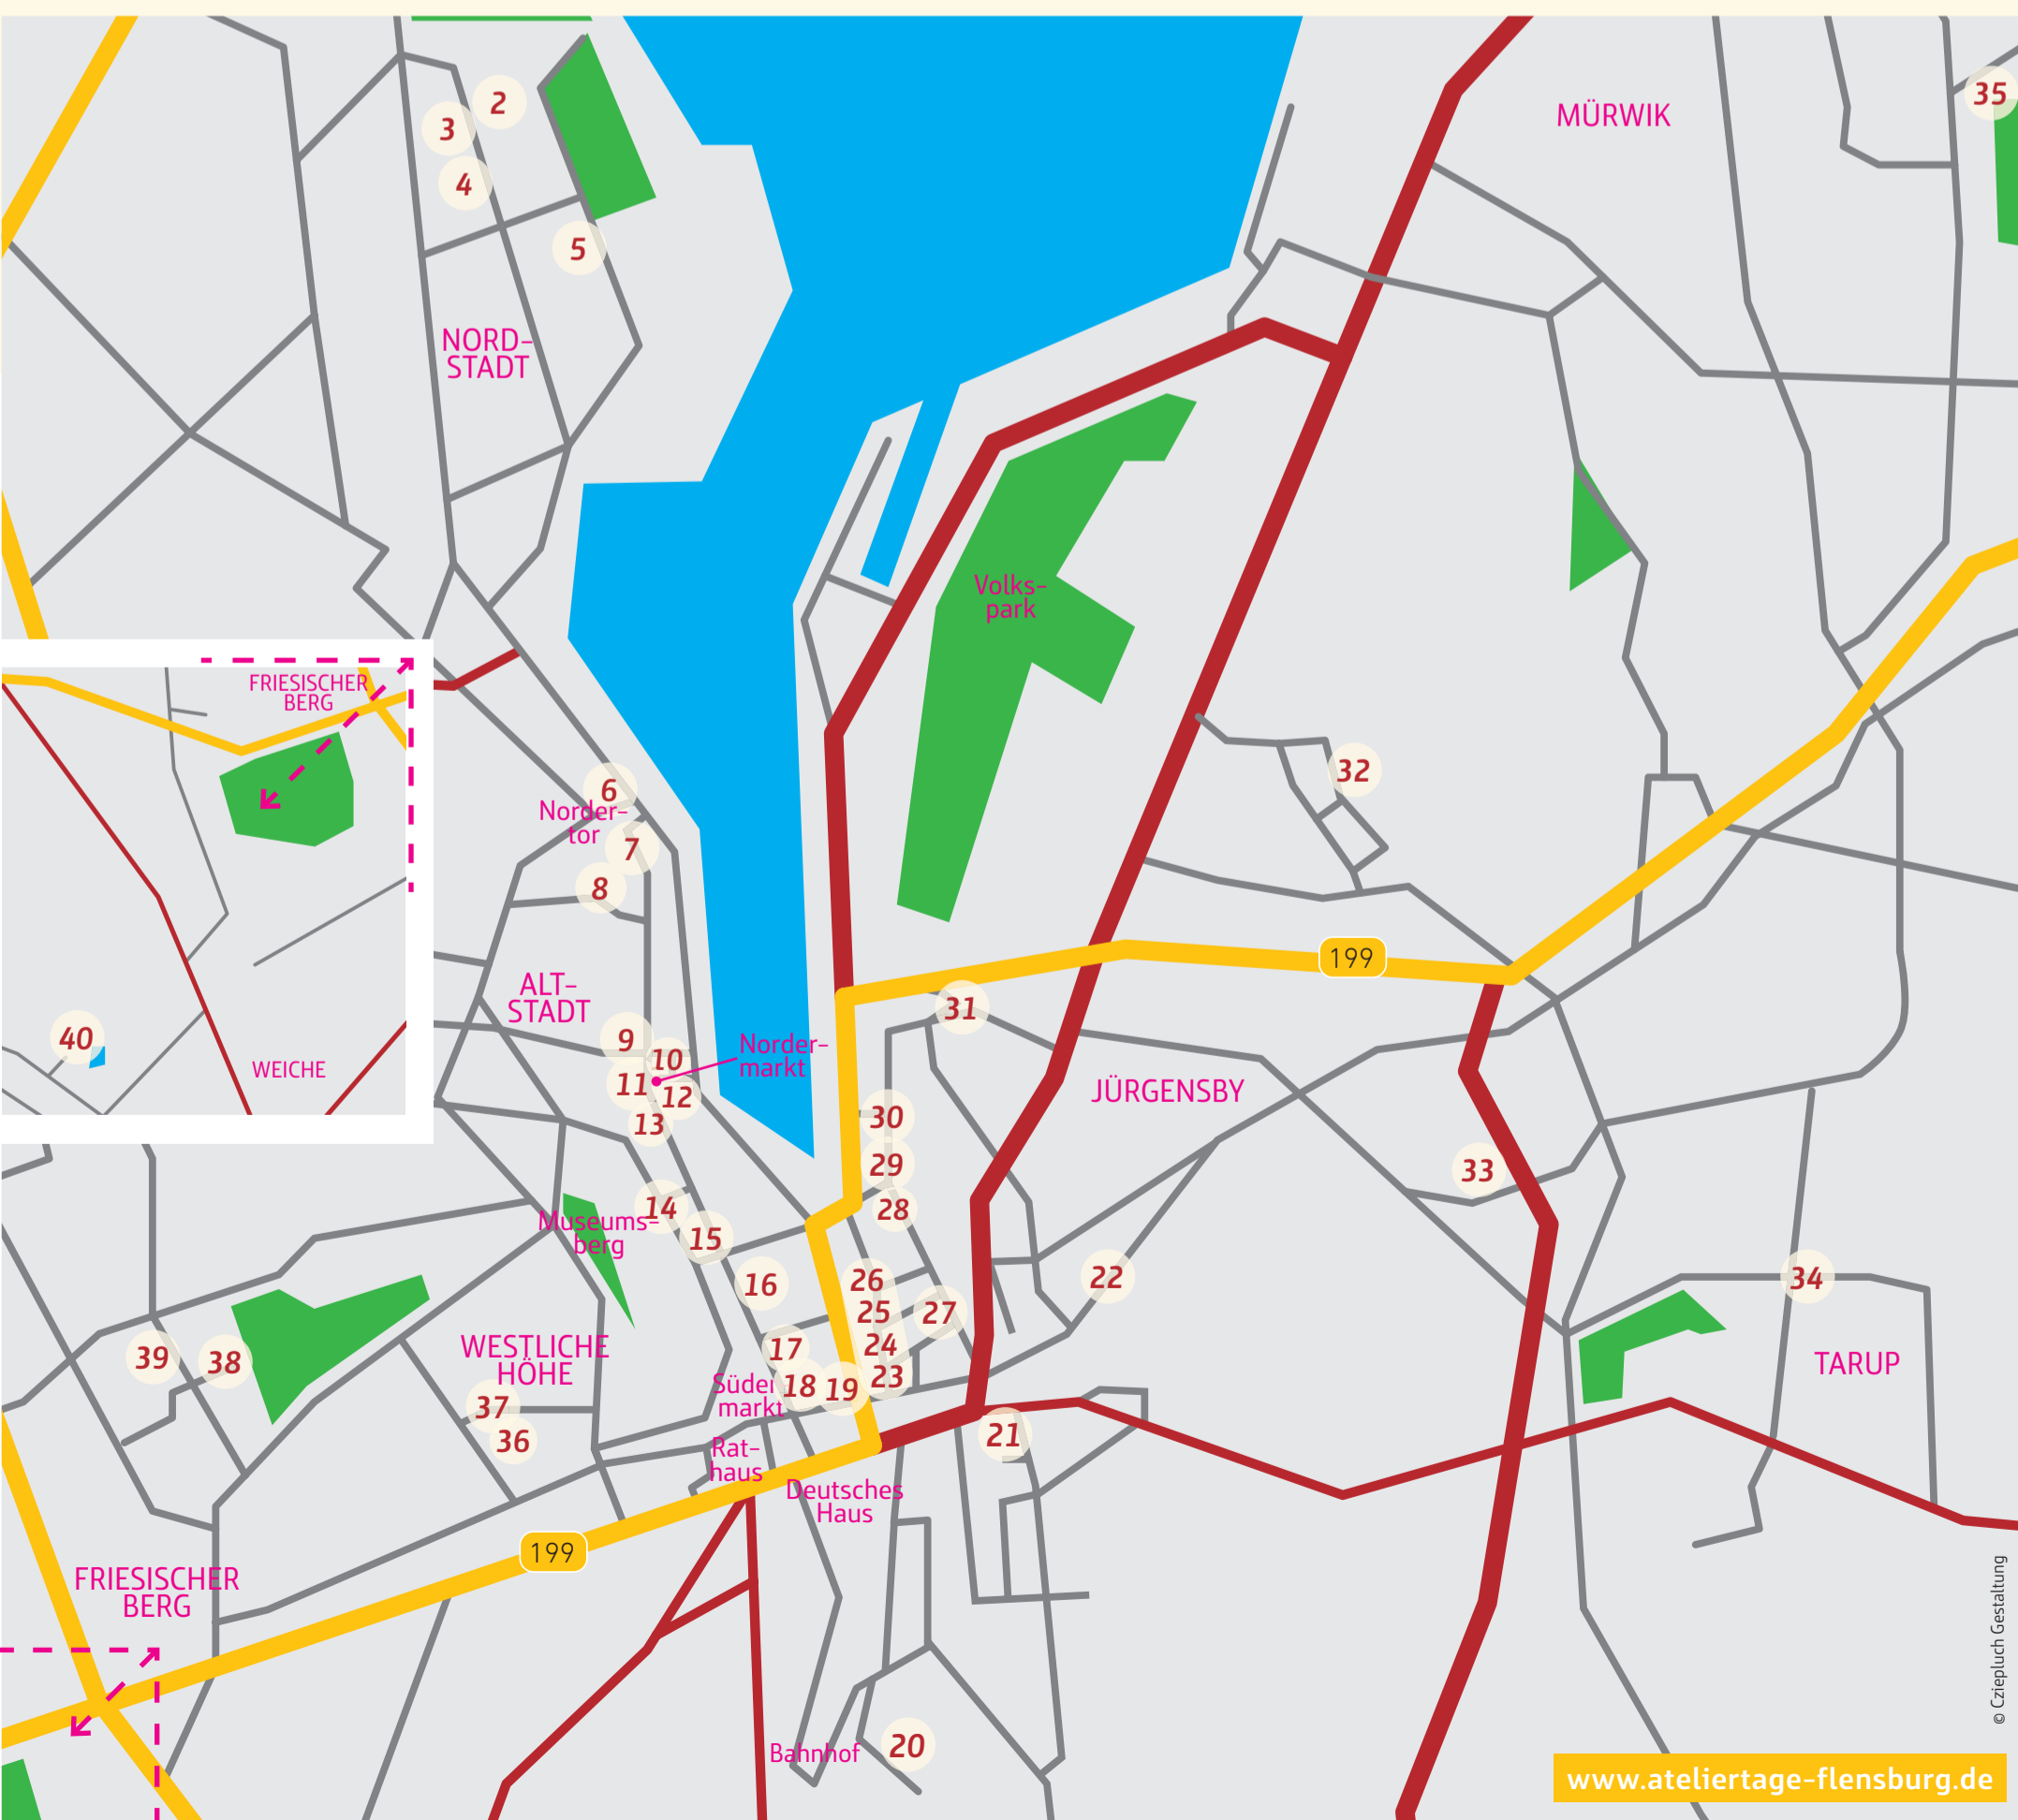 MÜRWIK
35
2
3
4
5
NORD-
STADT
Volks-
park
FRIESISCHER
BERG
32
6
Norder-
tor
7
8
199
ALT-
STADT
31
9
Norder-
markt
10
11
12
13
40
WEICHE
JÜRGENSBY
30
29
28
33
14
Museums-
berg
15
16
26
22
34
25
27
24
17
23
18
19
WESTLICHE
HÖHE
39
38
TARUP
Süder
markt
37
36
21
Rat-
haus
Deutsches
Haus
199
FRIESISCHER
BERG
20
Bahnhof
© Cziepluch Gestaltung
www.ateliertage-flensburg.de